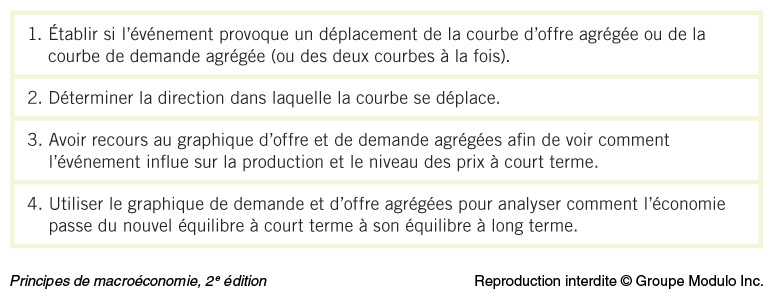 1. Établir si l’événement provoque un déplacement de la courbe d’offre agrégée ou de la
courbe de demande agrégée (ou des deux courbes à la fois).
2. Déterminer la direction dans laquelle la courbe se déplace.
3. Avoir recours au graphique d’offre et de demande agrégées afin de voir comment
l’événement influe sur la production et le niveau des prix à court terme.
4. Utiliser le graphique de demande et d’offre agrégées pour analyser comment l’économie
passe du nouvel équilibre à court terme à son équilibre à long terme.
Principes de macroéconomie, 2e édition Reproduction interdite © Groupe Modulo Inc.